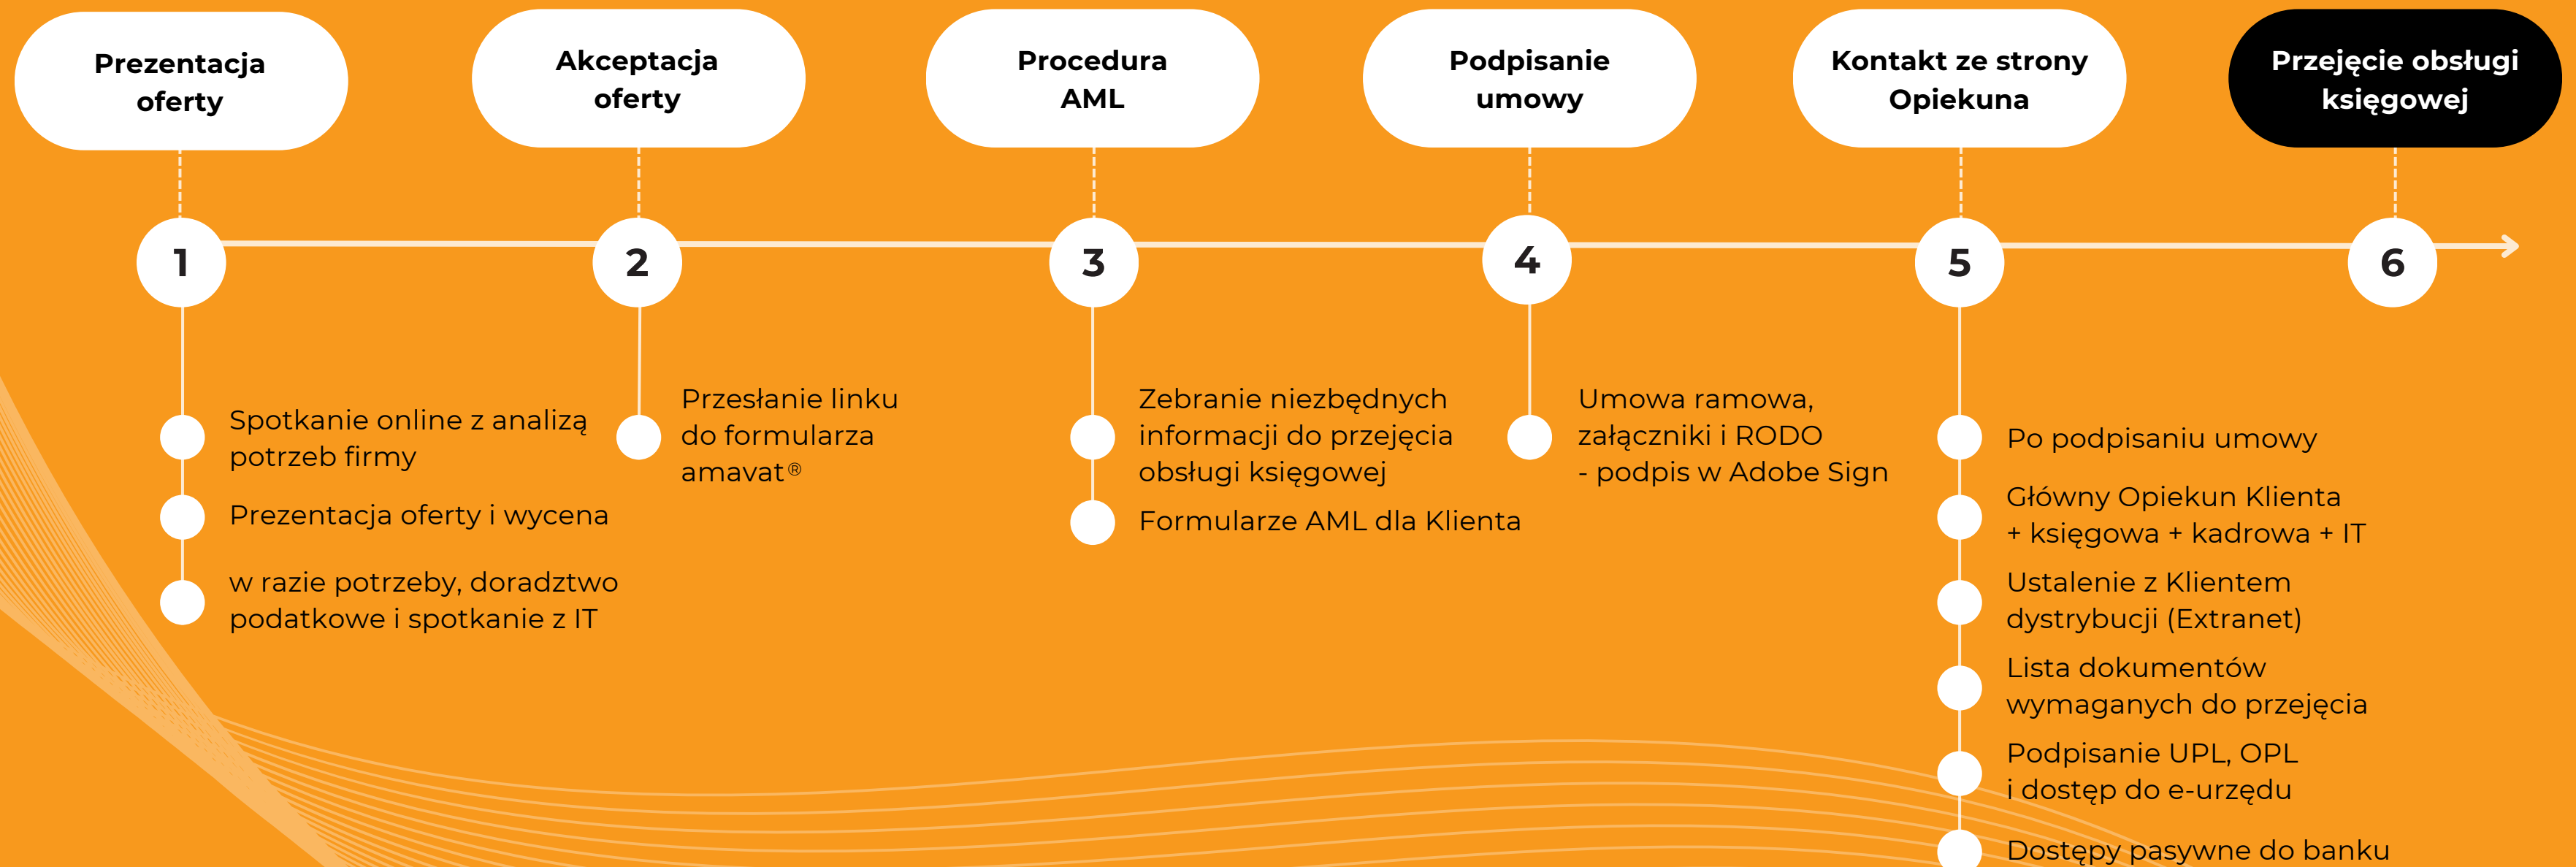 Prezentacja
oferty
Akceptacja
oferty
Procedura
AML
Podpisanie
umowy
Kontakt ze strony
Opiekuna
Przejęcie obsługi
księgowej
1
2
3
4
5
6
Spotkanie online z analizą
potrzeb firmy
Prezentacja oferty i wycena
w razie potrzeby, doradztwo
podatkowe i spotkanie z IT
Przesłanie linku
do formularza
amavat®
Zebranie niezbędnych
informacji do przejęcia
obsługi księgowej
Formularze AML dla Klienta
Umowa ramowa,
załączniki i RODO
- podpis w Adobe Sign
Po podpisaniu umowy
Główny Opiekun Klienta
+ księgowa + kadrowa + IT
Ustalenie z Klientem
dystrybucji (Extranet)
Lista dokumentów
wymaganych do przejęcia
Podpisanie UPL, OPL
i dostęp do e-urzędu
Dostępy pasywne do banku